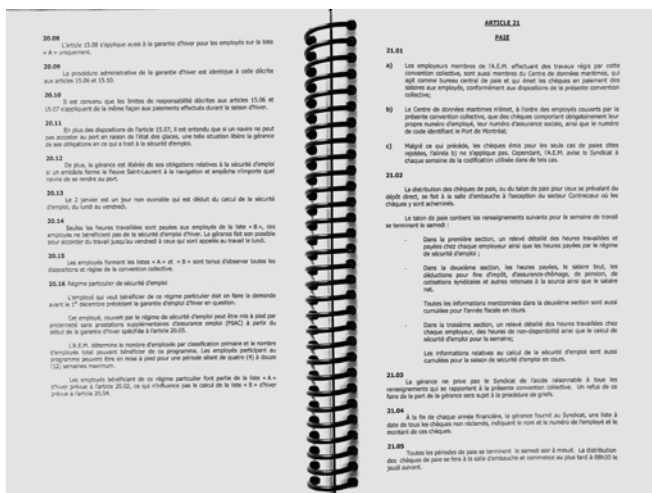 20.08
L'article 15.08 s'applique aussi à la garantie d'hiver pour les employés sur la liste
« A » uniquement.
20.09
La procédure administrative de la garantie d'hiver est identique à celle décrite
aux articles 15.06 et 15.10.
20.10
Il est convenu que les limites de responsabilité décrites aux articles 15.06 et
15.07 s'appliquent de la même façon aux paiements effectués durant la saison d'hiver.
20.11
En plus des dispositions de l'article 15.07, il est entendu que si un navire ne peut
pas accoster au port en raison de l'état des glaces, une telle situation libère la gérance
de ses obligations en ce qui a trait à la sécurité d'emploi.
20.12
De plus, la gérance est libérée de ses obligations relatives à la sécurité d'emploi
si un embâcle ferme le fleuve Saint-Laurent à la navigation et empêche n'importe quel
navire de se rendre au port.
20.13
Le 2 janvier est un jour non ouvrable qui est déduit du calcul de la sécurité
d'emploi, du lundi au vendredi.
20.14
Seules les heures travaillées sont payées aux employés de la liste « B », ces
employés ne bénéficient pas de la sécurité d'emploi d'hiver. La gérance fait son possible
pour accorder du travail jusqu'au vendredi à ceux qui sont appelés au travail le lundi.
20.15
Les employés formant les listes « A » et « B » sont tenus d'observer toutes les
dispositions et règles de la convention collective.
20.16 Régime particulier de sécurité d'emploi
L'employé qui veut bénéficier de ce régime particulier doit en faire la demande
avant le 1er décembre précédant la garantie d'emploi d'hiver en question.
Cet employé, couvert par le régime de sécurité d'emploi peut être mis à pied par
ancienneté sans prestations supplémentaires d'assurance emploi (PSAC) à partir du
début de la garantie d'hiver spécifiée à l'article 20.05.
L'A.E.M. détermine le nombre d'employés par classification primaire et le nombre
d'employés total pouvant bénéficier de ce programme. Les employés participant au
programme peuvent être en mise à pied pour une période allant de quatre (4) à douze
(12) semaines maximum.
Les employés bénéficiant de ce régime particulier font partie de la liste « A »
d'hiver prévue à l'article 20.02, ce qui n'influence pas le calcul de la liste « B » d'hiver
prévue à l'article 20.04.
ARTICLE 21
PAIE
21.01
a) Les employeurs membres de l'A.E.M. effectuant des travaux régis par cette
convention collective, sont aussi membres du Centre de données maritimes, qui
agit comme bureau central de paie et qui émet les chèques en paiement des
salaires aux employés, conformément aux dispositions de la présente convention
collective;
b) Le Centre de données maritimes n'émet, à l'ordre des employés couverts par la
présente convention collective, que des chèques comportant obligatoirement leur
propre numéro d'employé, leur numéro d'assurance sociale, ainsi que le numéro
de code identifiant le Port de Montréal;
c) Malgré ce qui précède, les chèques émis pour les seuls cas de paies dites
rejetées, l'alinéa b) ne s'applique pas. Cependant, l'A.E.M. avise le Syndicat à
chaque semaine de la codification utilisée dans de tels cas.
21.02
La distribution des chèques de paie, ou du talon de paie pour ceux se prévalant du
dépôt direct, se fait à la salle d'embauche à l'exception du secteur Contrecœur où les
chèques y sont acheminés.
Le talon de paie contient les renseignements suivants pour la semaine de travail
se terminant le samedi :
- Dans la première section, un relevé détaillé des heures travaillées et
payées chez chaque employeur ainsi que les heures payées par le régime
de sécurité d'emploi ;
- Dans la deuxième section, les heures payées, le salaire brut, les
déductions pour fins d'impôt, d'assurance-chômage, de pension, de
cotisations syndicales et autres retenues à la source ainsi que le salaire
net.
Toutes les informations mentionnées dans la deuxième section sont aussi
cumulées pour l'année fiscale en cours.
- Dans la troisième section, un relevé détaillé des heures travaillées chez
chaque employeur, des heures de non-disponibilité ainsi que le calcul de
sécurité d'emploi pour la semaine;
Les informations relatives au calcul de la sécurité d'emploi sont aussi
cumulées pour la saison de sécurité d'emploi en cours.
21.03
La gérance ne prive pas le Syndicat de l'accès raisonnable à tous les
renseignements qui se rapportent à la présente convention collective. Un refus de ce
faire de la part de la gérance sera sujet à la procédure de griefs.
21.04
À la fin de chaque année financière, la gérance fournit au Syndicat, une liste à
date de tous les chèques non réclamés, indiquant le nom et le numéro de l'employé et le
montant de ces chèques.
21.05
Toutes les périodes de paie se terminent le samedi soir à minuit. La distribution
des chèques de paie se fera à la salle d'embauche et commence au plus tard à 08h30 le
jeudi suivant.